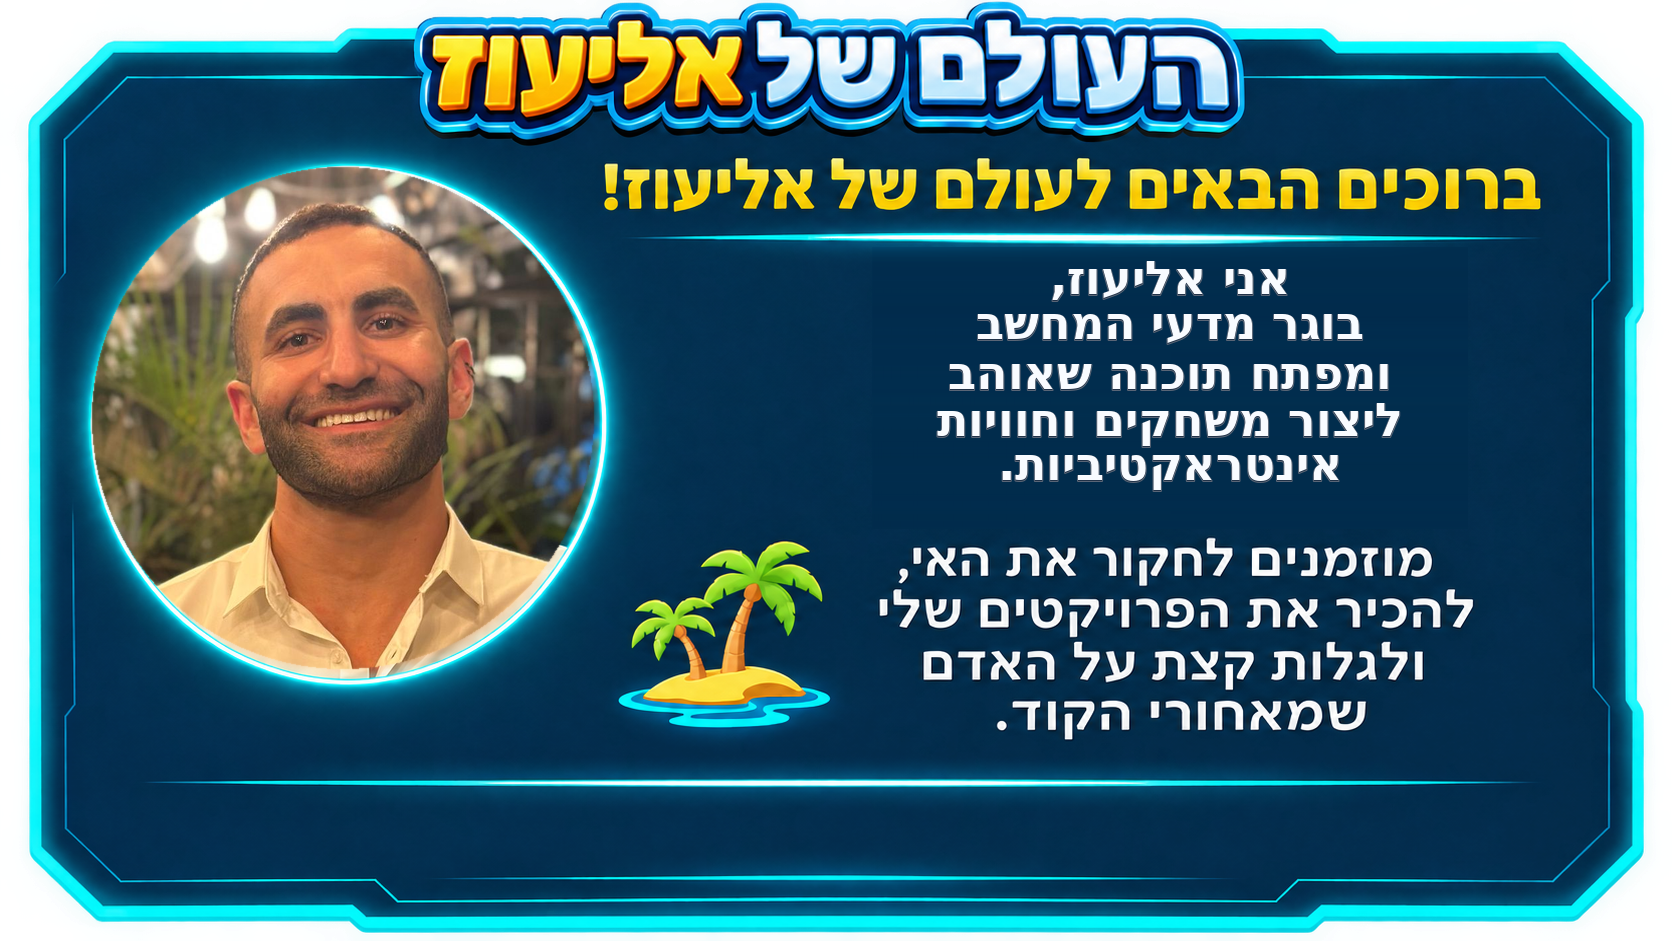 העולם של אליעוז
ברוכים הבאים לעולם של אליעוז!
אני אליעוז,
בוגר מדעי המחשב
ומפתח תוכנה שאוהב
ליצור משחקים וחוויות
אינטראקטיביות.
מוזמנים לחקור את האי,
להכיר את הפרויקטים שלי
ולגלות קצת על האדם
שמאחורי הקוד.